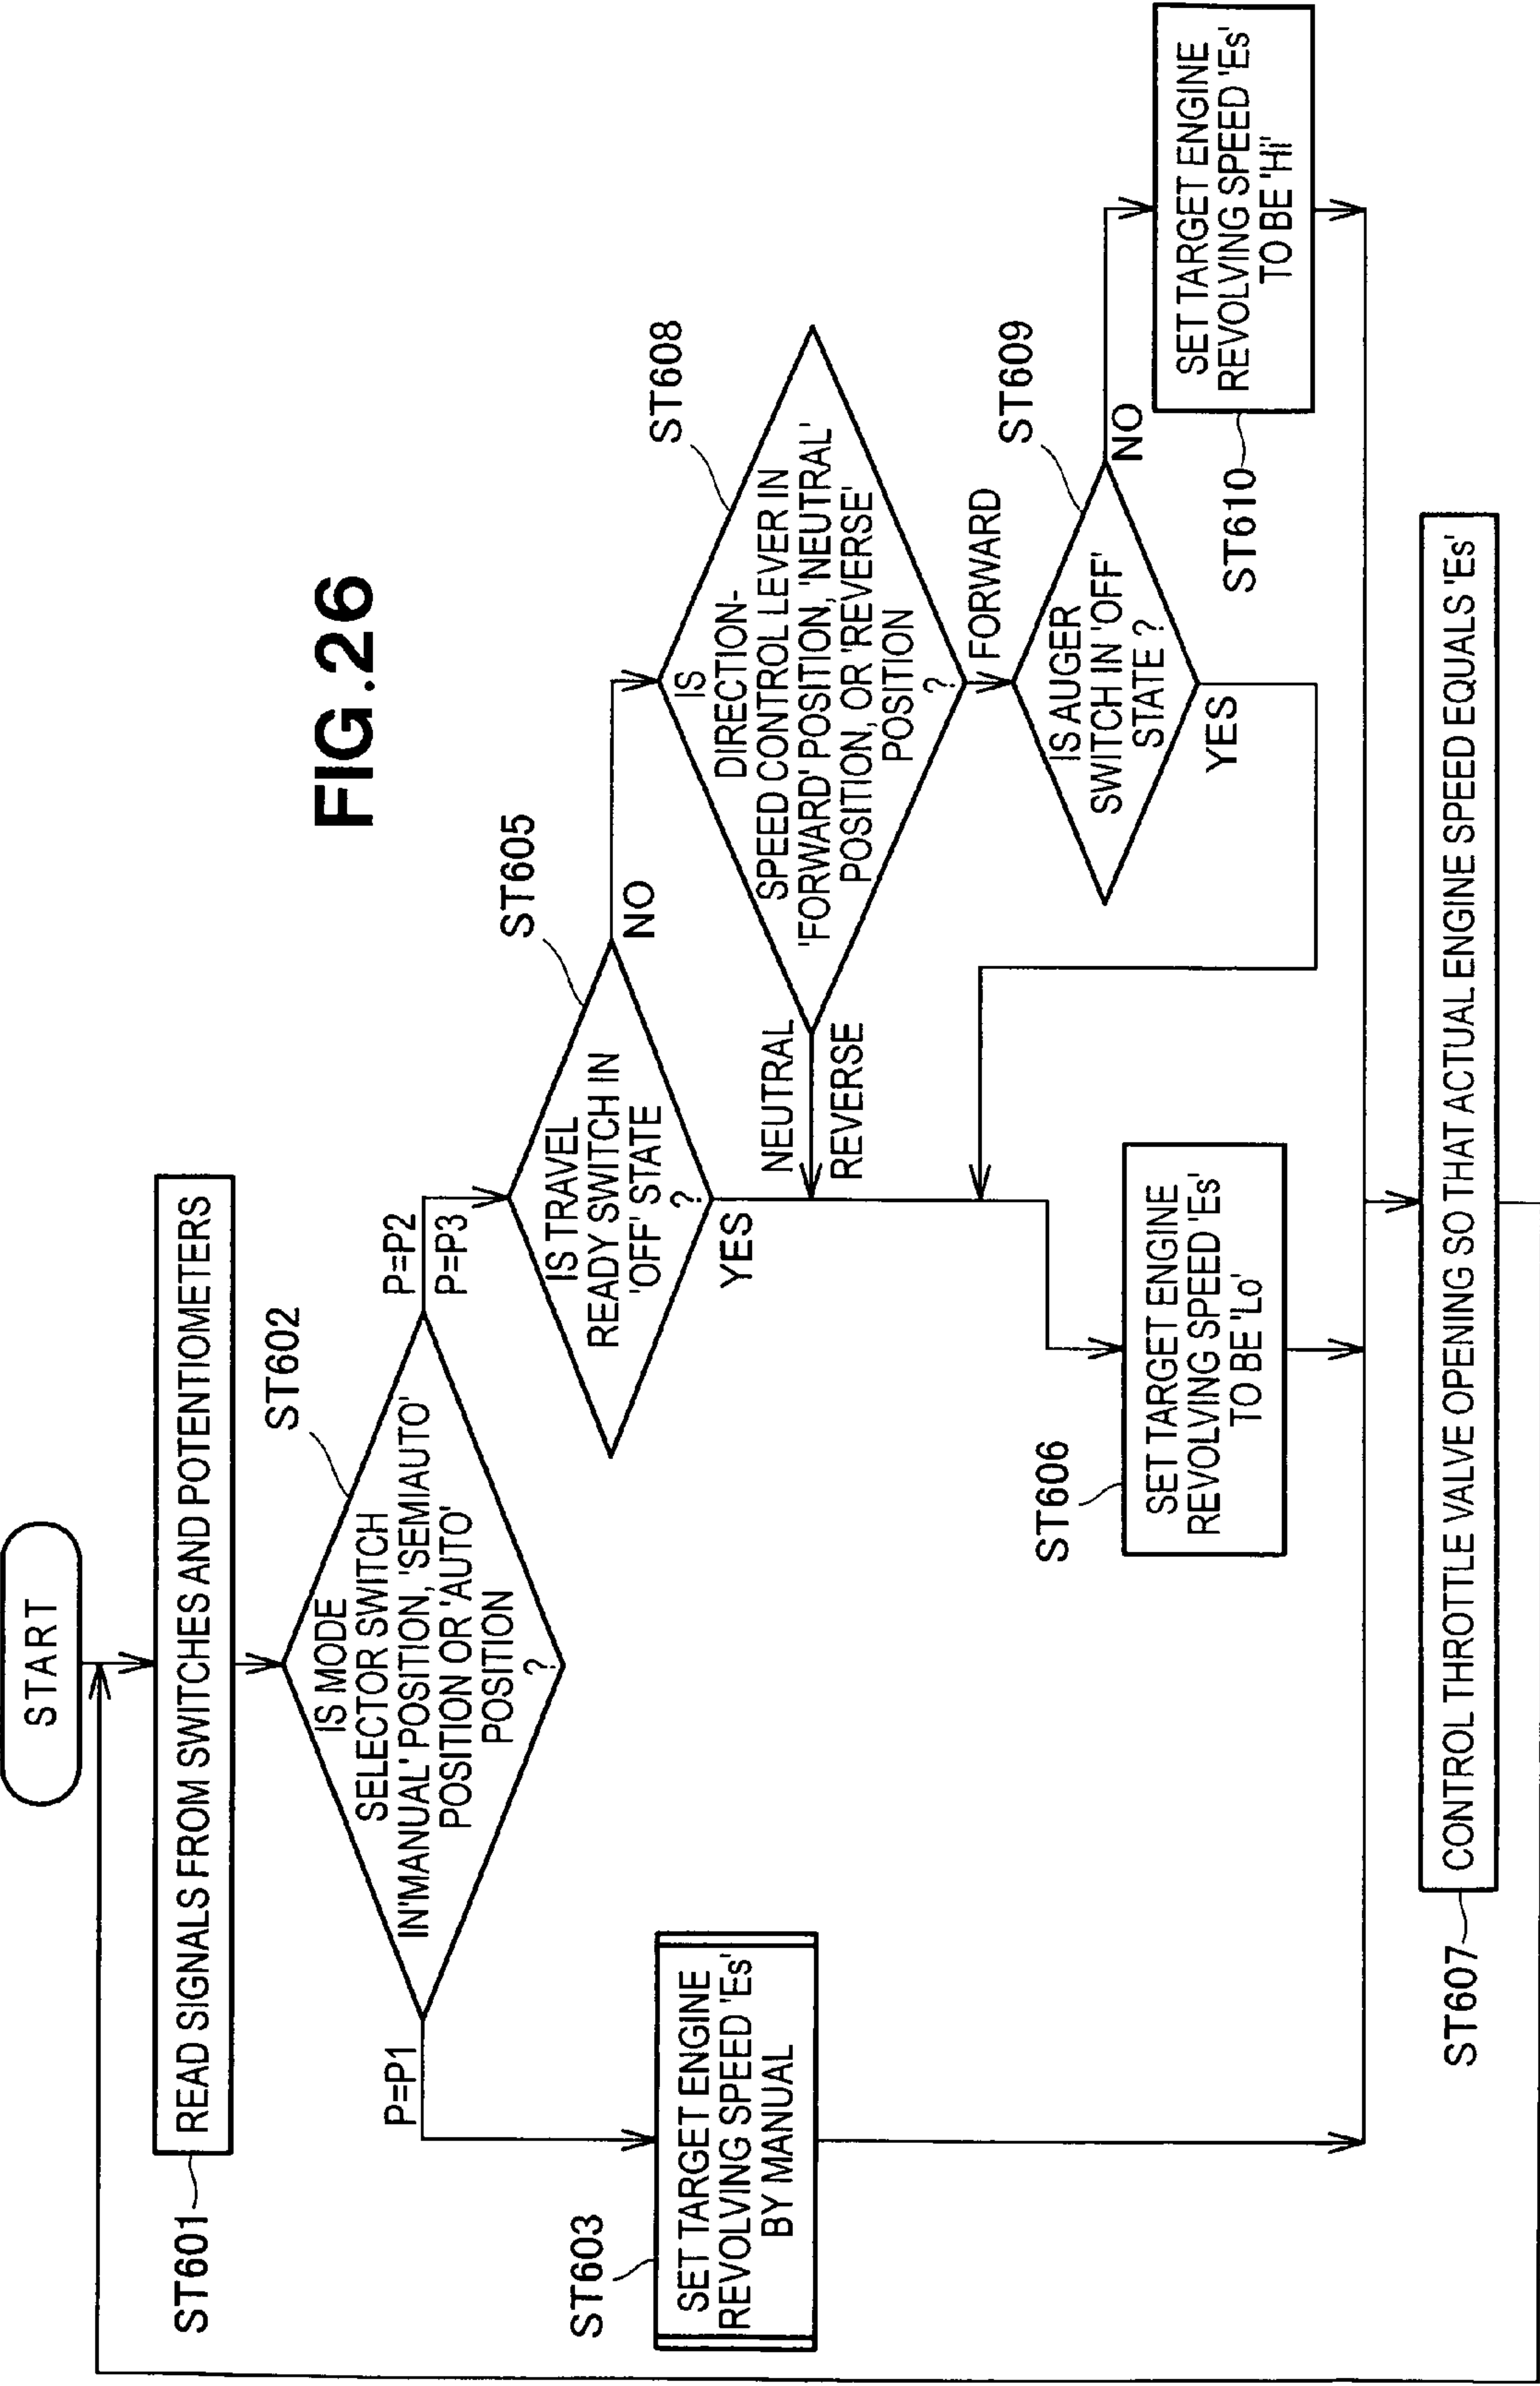 FIG.26
START
ST601
READ SIGNALS FROM SWITCHES AND POTENTIOMETERS
ST602
IS MODE
SELECTOR SWITCH
IN'MANUAL' POSITION, 'SEMIAUTO'
POSITION OR 'AUTO'
POSITION
?
P=P1
P=P2
P=P3
ST603
SET TARGET ENGINE
REVOLVING SPEED 'Es'
BY MANUAL
ST605
IS TRAVEL
READY SWITCH IN
'OFF' STATE
?
NO
YES
ST608
IS
DIRECTION-
SPEED CONTROL LEVER IN
'FORWARD' POSITION, 'NEUTRAL'
POSITION, OR 'REVERSE'
POSITION
?
NEUTRAL
REVERSE
FORWARD
ST609
IS AUGER
SWITCH IN 'OFF'
STATE ?
NO
YES
ST606
SET TARGET ENGINE
REVOLVING SPEED 'Es'
TO BE 'Lo'
ST610
SET TARGET ENGINE
REVOLVING SPEED 'Es'
TO BE 'Hi'
ST607
CONTROL THROTTLE VALVE OPENING SO THAT ACTUAL ENGINE SPEED EQUALS 'Es'